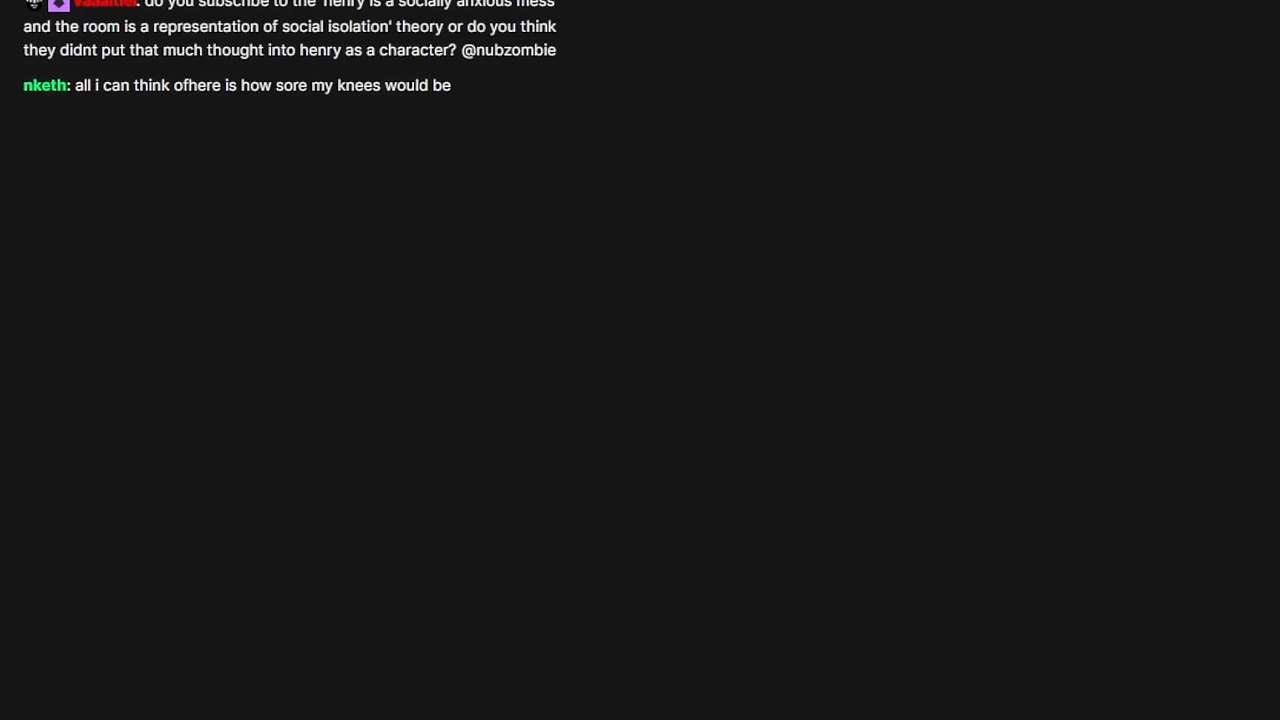 do you subscribe to the 'henry is a socially anxious mess
and the room is a representation of social isolation' theory or do you think
they didnt put that much thought into henry as a character? @nubzombie
nketh: all i can think ofhere is how sore my knees would be